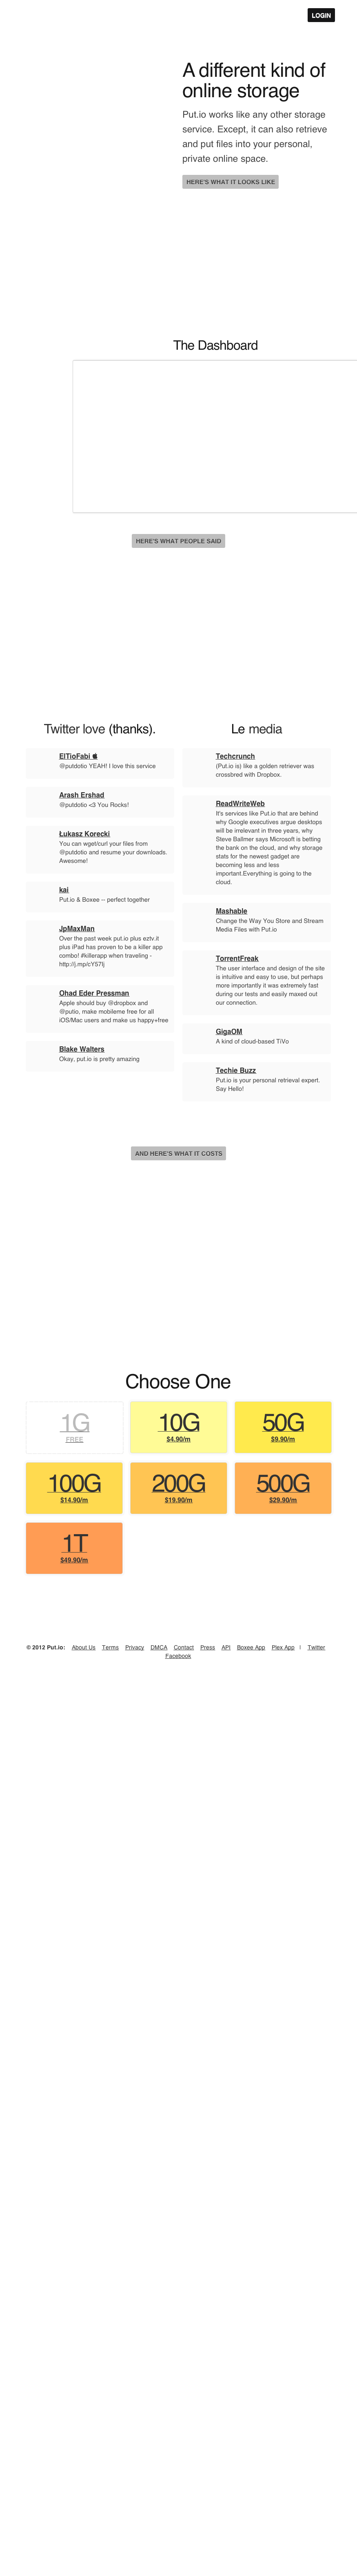 LOGIN
A different kind of
online storage
Put.io works like any other storage
service. Except, it can also retrieve
and put files into your personal,
private online space.
HERE'S WHAT IT LOOKS LIKE
The Dashboard
HERE'S WHAT PEOPLE SAID
Twitter love (thanks).
ElTioFabi
@putdotio YEAH! I love this service
Arash Ershad
@putdotio <3 You Rocks!
Łukasz Korecki
You can wget/curl your files from
@putdotio and resume your downloads.
Awesome!
kai
Put.io & Boxee -- perfect together
JpMaxMan
Over the past week put.io plus eztv.it
plus iPad has proven to be a killer app
combo! #killerapp when traveling -
http://j.mp/cY57Ij
Ohad Eder Pressman
Apple should buy @dropbox and
@putio, make mobileme free for all
iOS/Mac users and make us happy+free
Blake Walters
Okay, put.io is pretty amazing
Le media
Techcrunch
(Put.io is) like a golden retriever was
crossbred with Dropbox.
ReadWriteWeb
It's services like Put.io that are behind
why Google executives argue desktops
will be irrelevant in three years, why
Steve Ballmer says Microsoft is betting
the bank on the cloud, and why storage
stats for the newest gadget are
becoming less and less
important.Everything is going to the
cloud.
Mashable
Change the Way You Store and Stream
Media Files with Put.io
TorrentFreak
The user interface and design of the site
is intuitive and easy to use, but perhaps
more importantly it was extremely fast
during our tests and easily maxed out
our connection.
GigaOM
A kind of cloud-based TiVo
Techie Buzz
Put.io is your personal retrieval expert.
Say Hello!
AND HERE'S WHAT IT COSTS
Choose One
1G
FREE
10G
$4.90/m
50G
$9.90/m
100G
$14.90/m
200G
$19.90/m
500G
$29.90/m
1T
$49.90/m
© 2012 Put.io: About Us Terms Privacy DMCA Contact Press API Boxee App Plex App | Twitter
Facebook